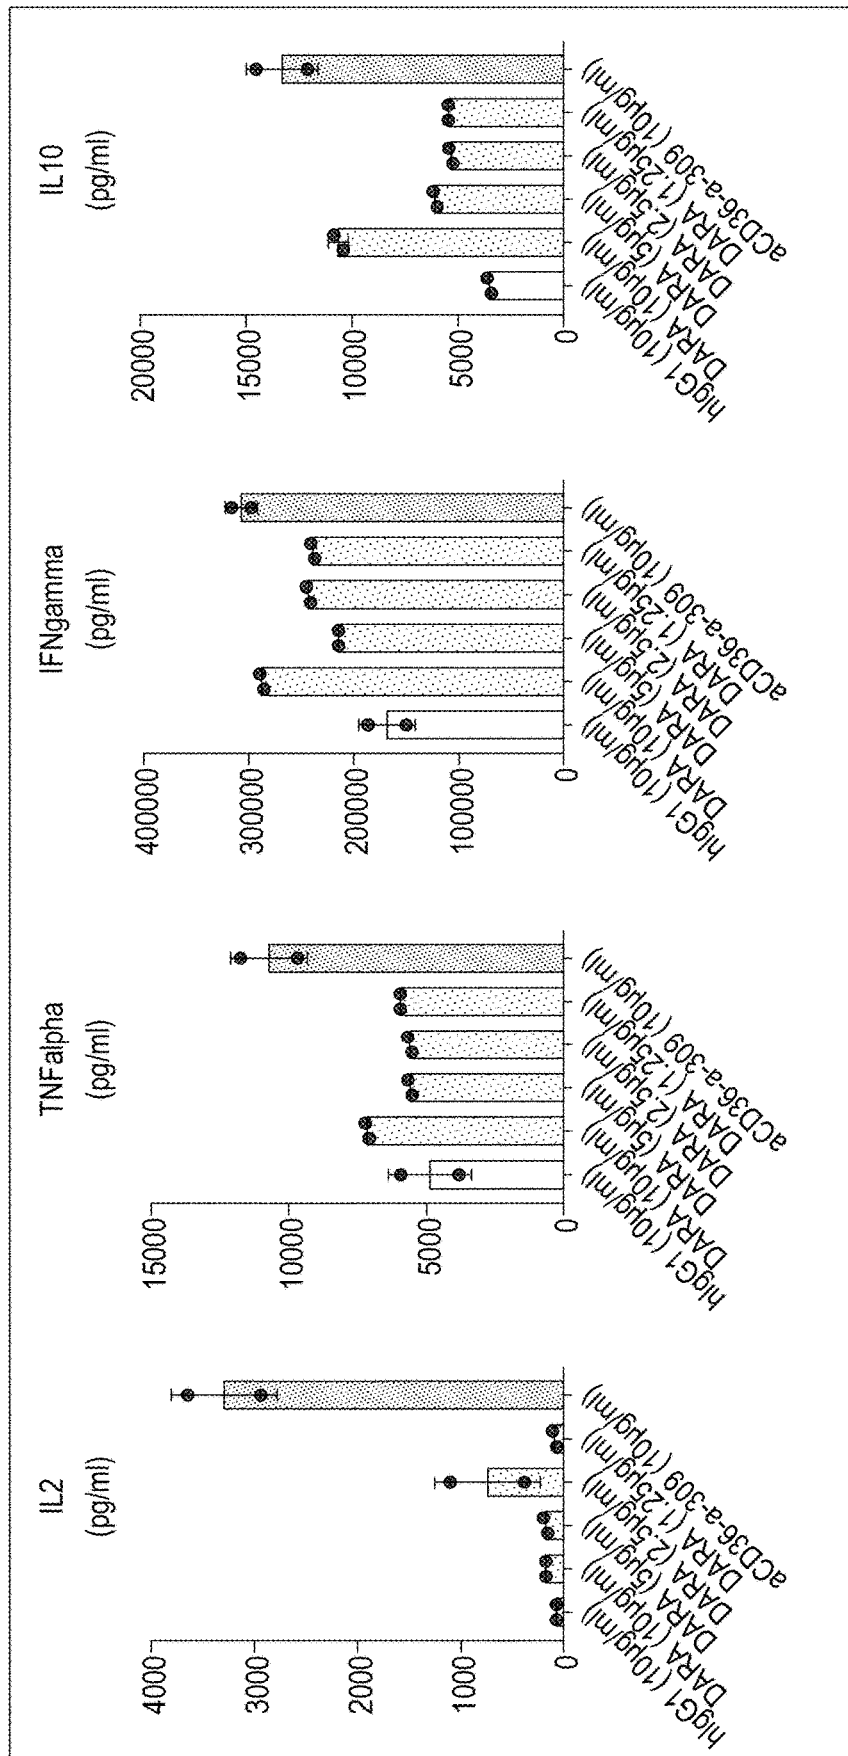 IL2
(pg/ml)
4000
3000
2000
1000
0
hIgG1 (10µg/ml)
DARA (10µg/ml)
DARA (5µg/ml)
DARA (2.5µg/ml)
DARA (1.25µg/ml)
aCD36-a-309 (10µg/ml)
TNFalpha
(pg/ml)
15000
10000
5000
0
hIgG1 (10µg/ml)
DARA (10µg/ml)
DARA (5µg/ml)
DARA (2.5µg/ml)
DARA (1.25µg/ml)
aCD36-a-309 (10µg/ml)
IFNgamma
(pg/ml)
400000
300000
200000
100000
0
hIgG1 (10µg/ml)
DARA (10µg/ml)
DARA (5µg/ml)
DARA (2.5µg/ml)
DARA (1.25µg/ml)
aCD36-a-309 (10µg/ml)
IL10
(pg/ml)
20000
15000
10000
5000
0
hIgG1 (10µg/ml)
DARA (10µg/ml)
DARA (5µg/ml)
DARA (2.5µg/ml)
DARA (1.25µg/ml)
aCD36-a-309 (10µg/ml)